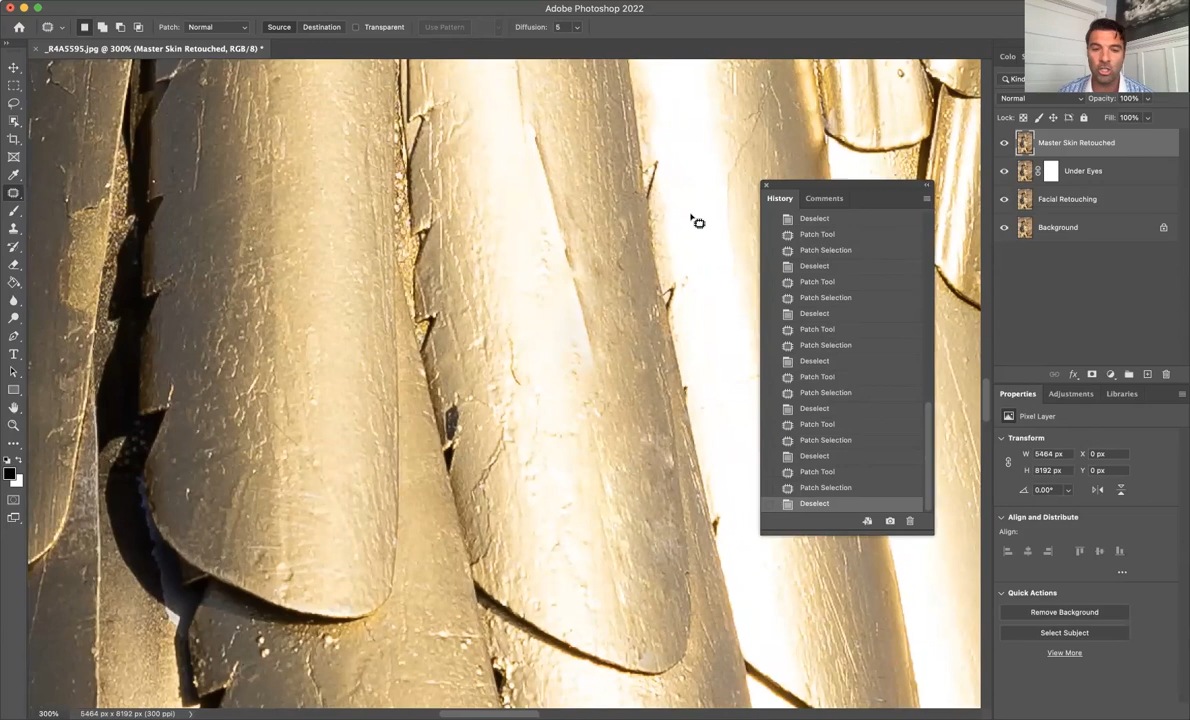 Adobe Photoshop 2022
Patch: Normal Source Destination Transparent Use Pattern Diffusion: 5
_R4A5595.jpg @ 300% (Master Skin Retouched, RGB/8) *
Colo
Kind
Normal Opacity: 100%
Lock: Fill: 100%
Master Skin Retouched
Under Eyes
Facial Retouching
Background
History Comments
Deselect
Patch Tool
Patch Selection
Deselect
Patch Tool
Patch Selection
Deselect
Patch Tool
Patch Selection
Deselect
Patch Tool
Patch Selection
Deselect
Patch Tool
Patch Selection
Deselect
Patch Tool
Patch Selection
Deselect
fx
Properties Adjustments Libraries
Pixel Layer
Transform
W 5464 px X 0 px
H 8192 px Y 0 px
0.00°
Align and Distribute
Align:
Quick Actions
Remove Background
Select Subject
View More
300% 5464 px x 8192 px (300 ppi)